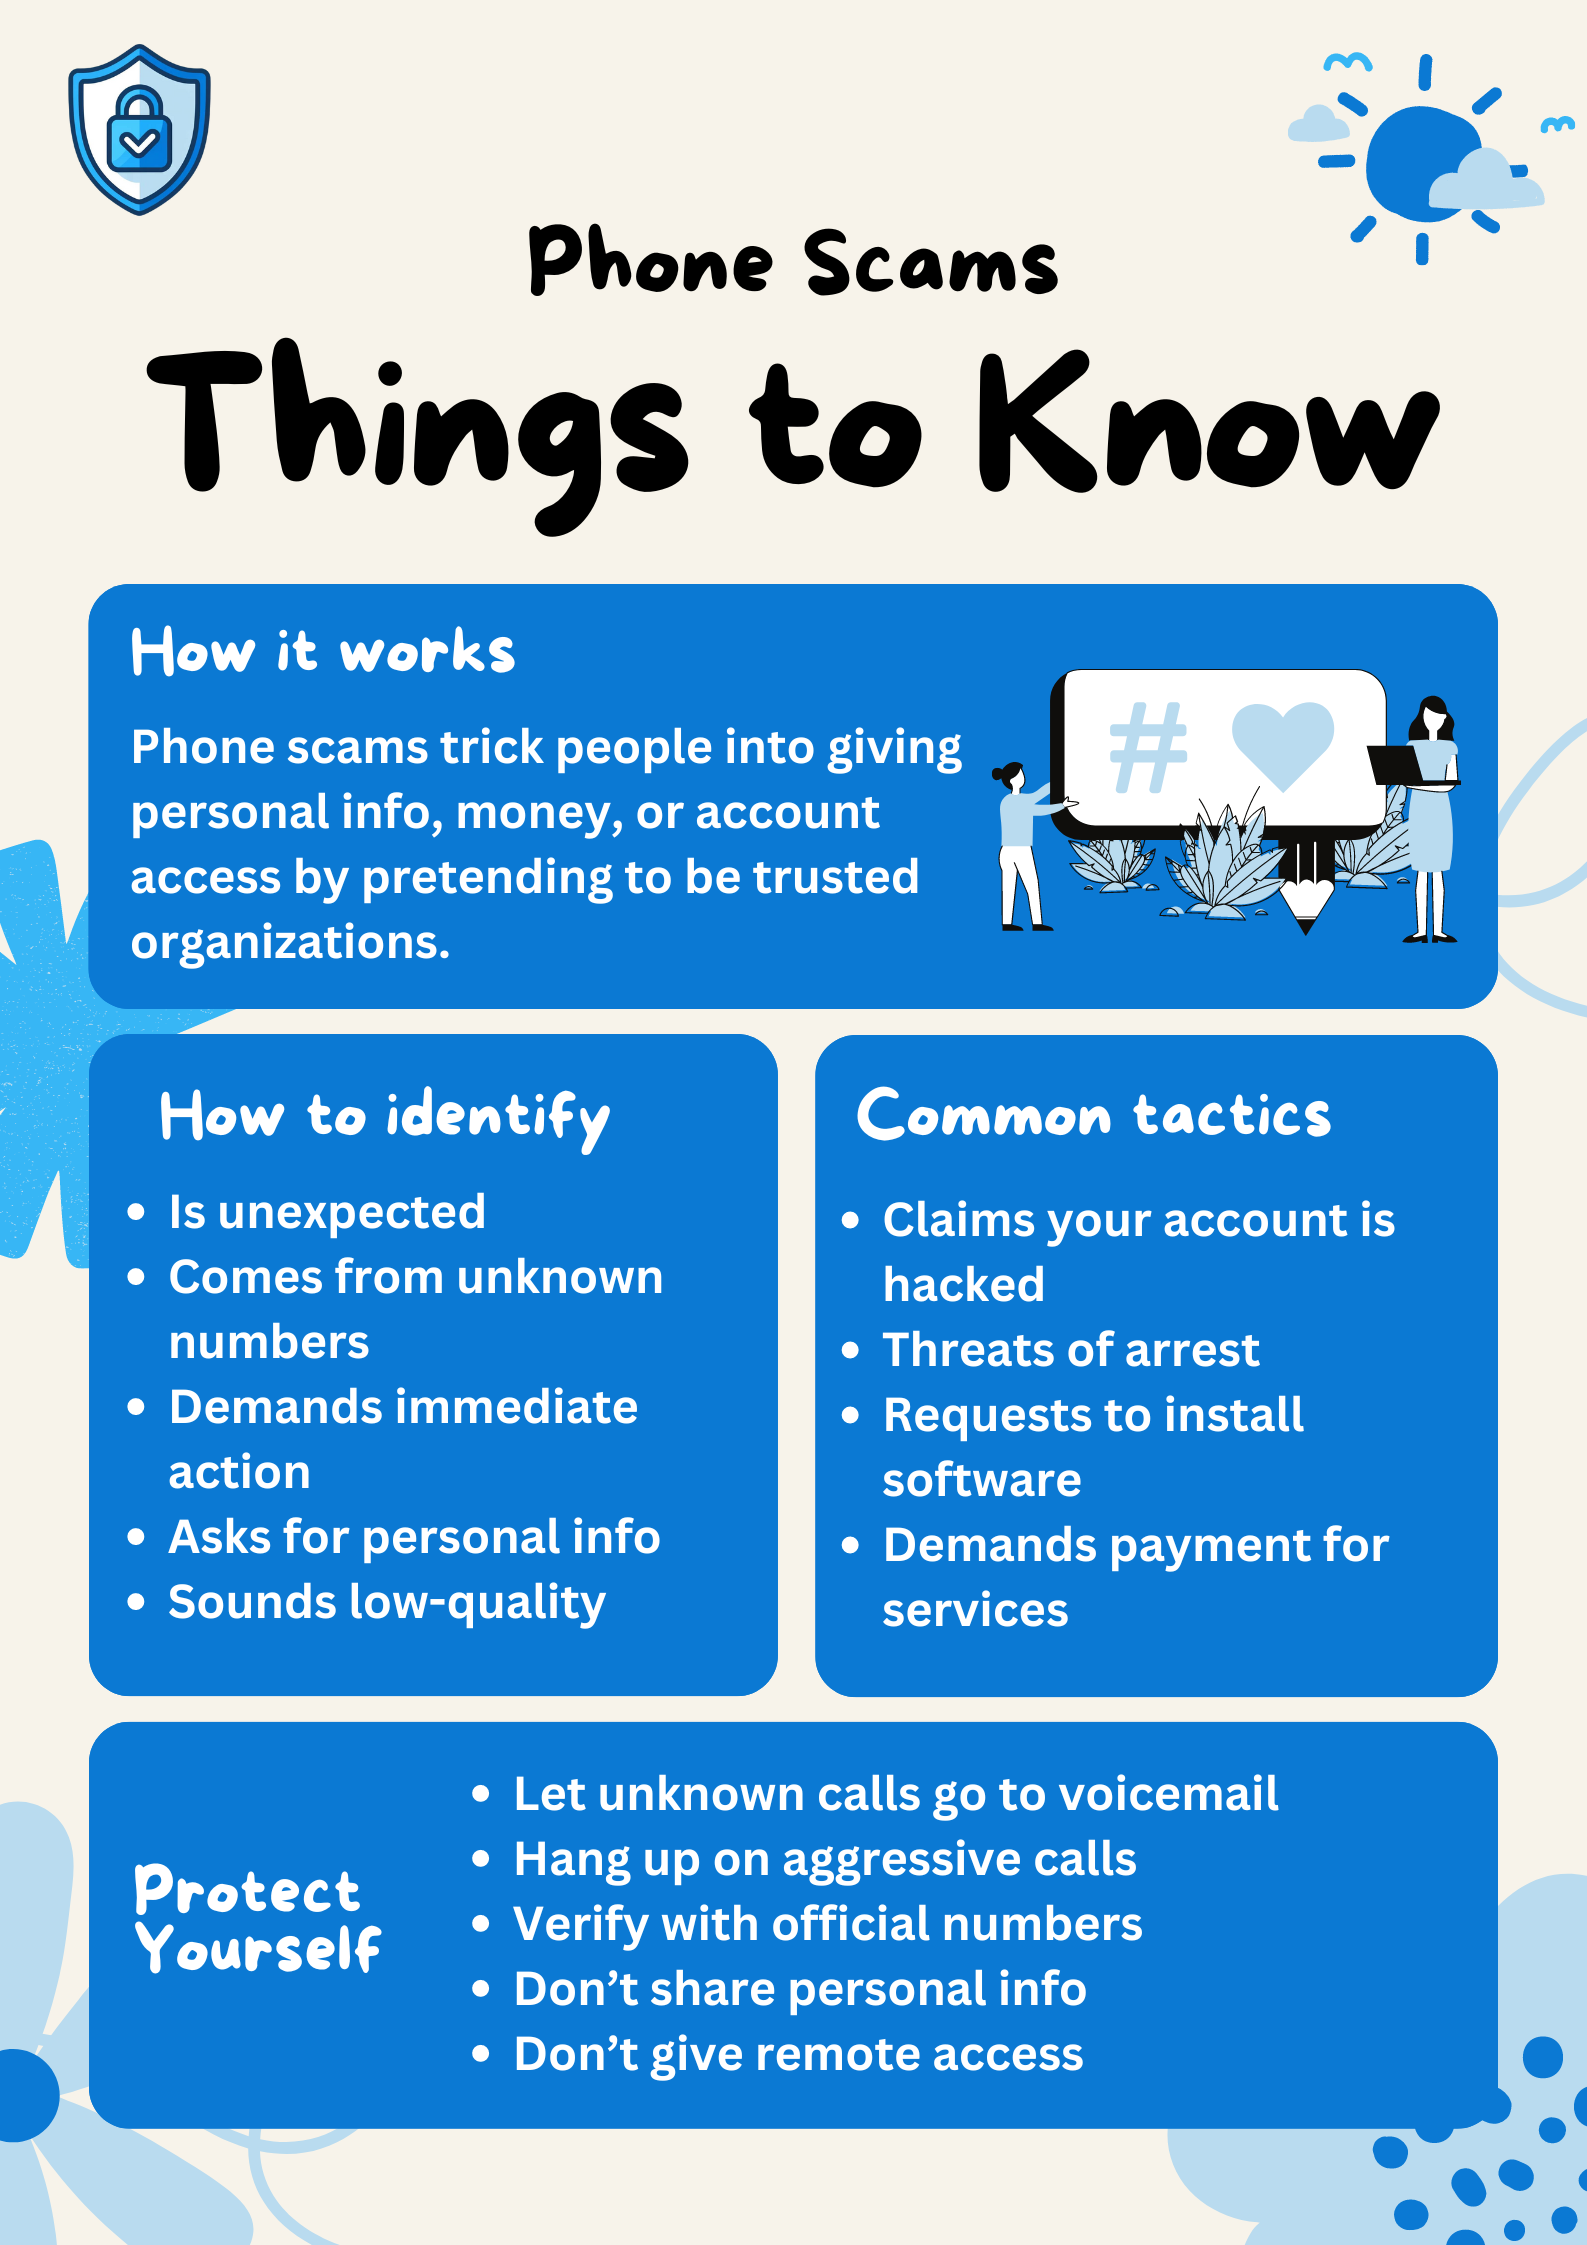 Phone Scams
Things to Know
How it works
Phone scams trick people into giving
personal info, money, or account
access by pretending to be trusted
organizations.
How to identify
• Is unexpected
• Comes from unknown
numbers
• Demands immediate
action
• Asks for personal info
• Sounds low-quality
Common tactics
• Claims your account is
hacked
• Threats of arrest
• Requests to install
software
• Demands payment for
services
Protect
Yourself
• Let unknown calls go to voicemail
• Hang up on aggressive calls
• Verify with official numbers
• Don’t share personal info
• Don’t give remote access